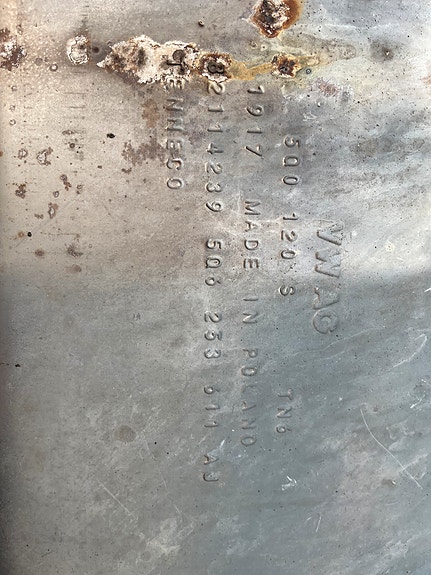 VWAG
5Q0 120 S TN6
1917 MADE IN POLAND
82114239 5Q6 253 611 AJ
TENNECO